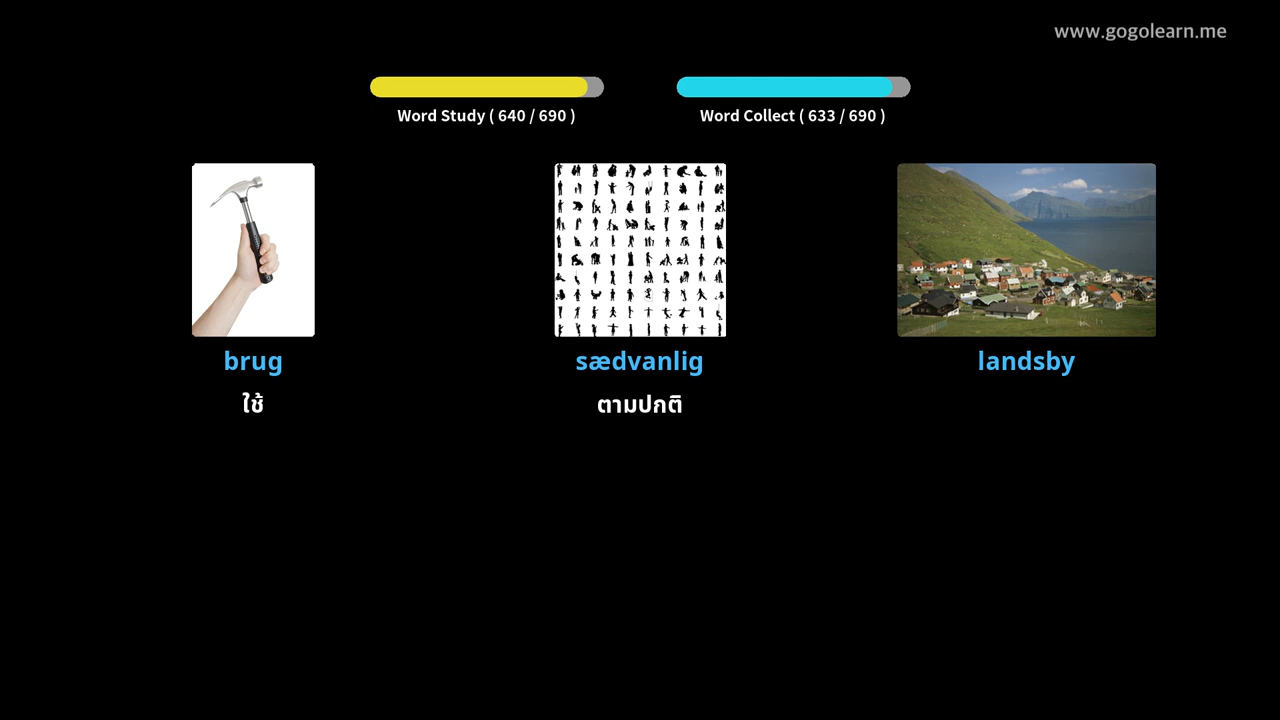 www.gogolearn.me
Word Study ( 640 / 690 )
Word Collect ( 633 / 690 )
brug
sædvanlig
landsby
ใช้
ตามปกติ